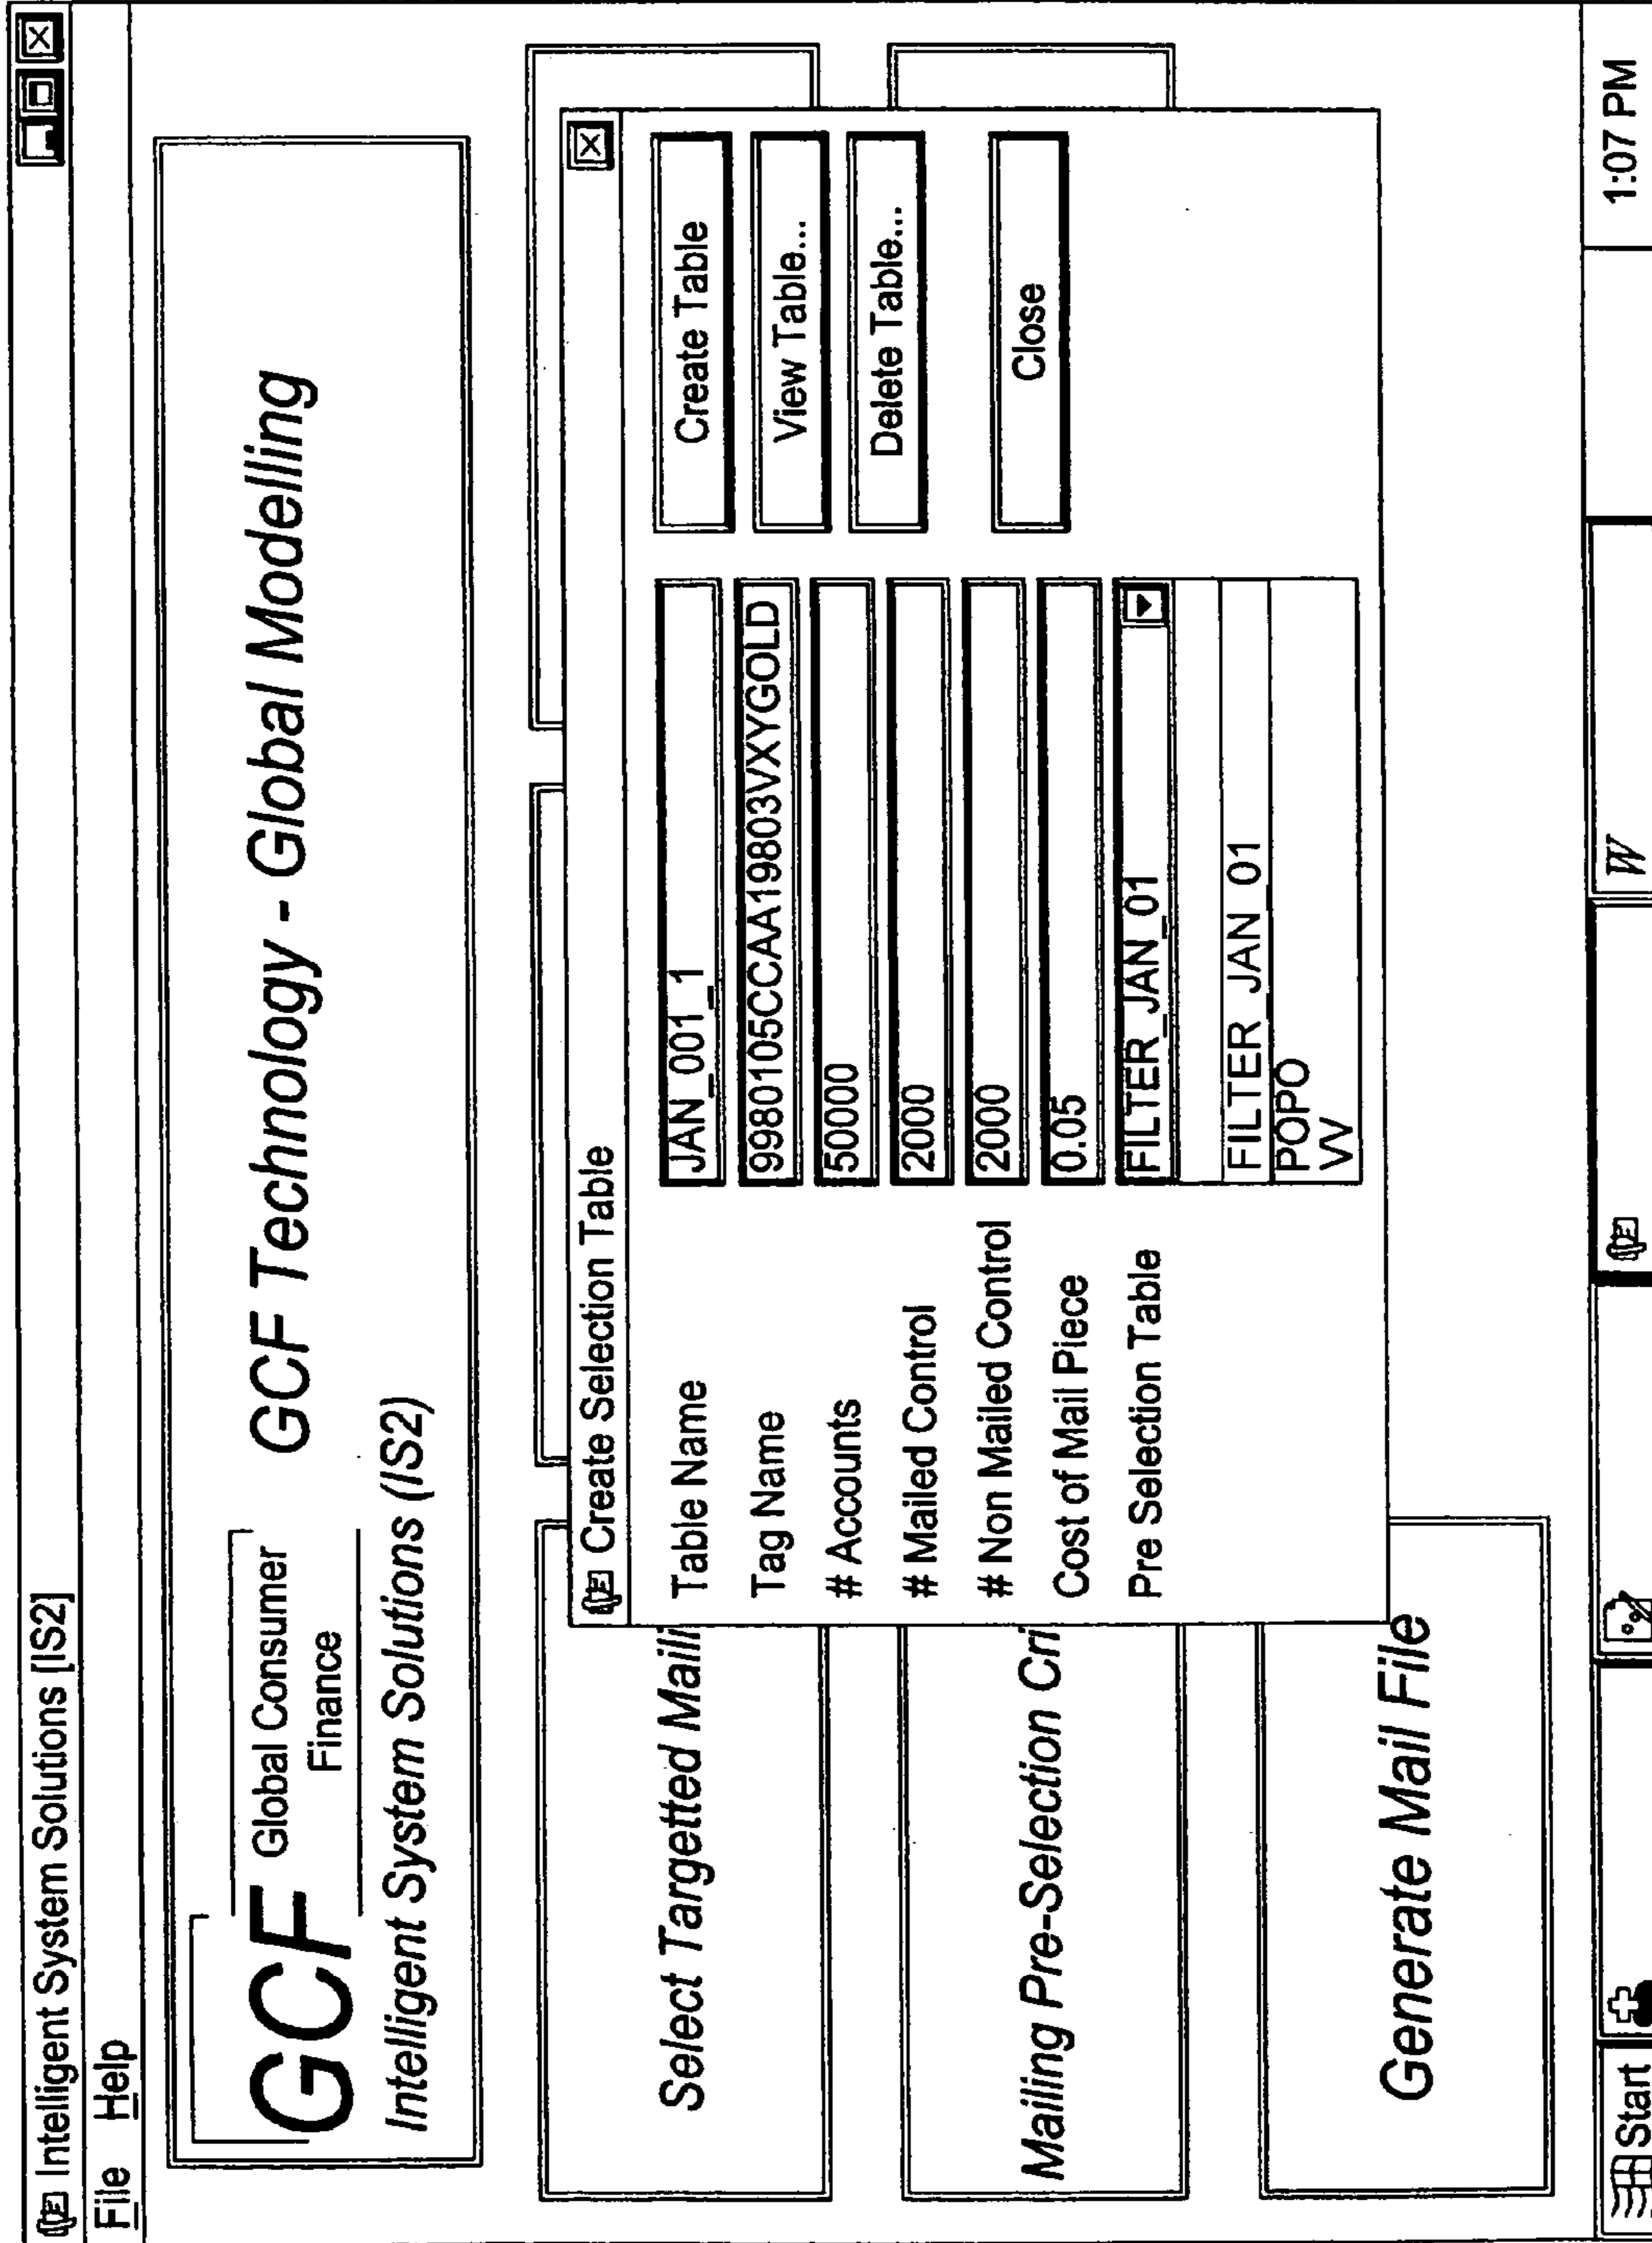 Intelligent System Solutions [IS2]
File Help
GCF Global Consumer Finance
GCF Technology - Global Modelling
Intelligent System Solutions (IS2)
Select Targetted Maili
Mailing Pre-Selection Cri
Generate Mail File
Create Selection Table
Table Name JAN_001_1
Tag Name 9980105CCAA19803VXYGOLD
# Accounts 50000
# Mailed Control 2000
# Non Mailed Control 2000
Cost of Mail Piece 0.05
Pre Selection Table FILTER_JAN_01
FILTER_JAN_01
POPO
VV
Create Table
View Table...
Delete Table...
Close
Start
W
1:07 PM